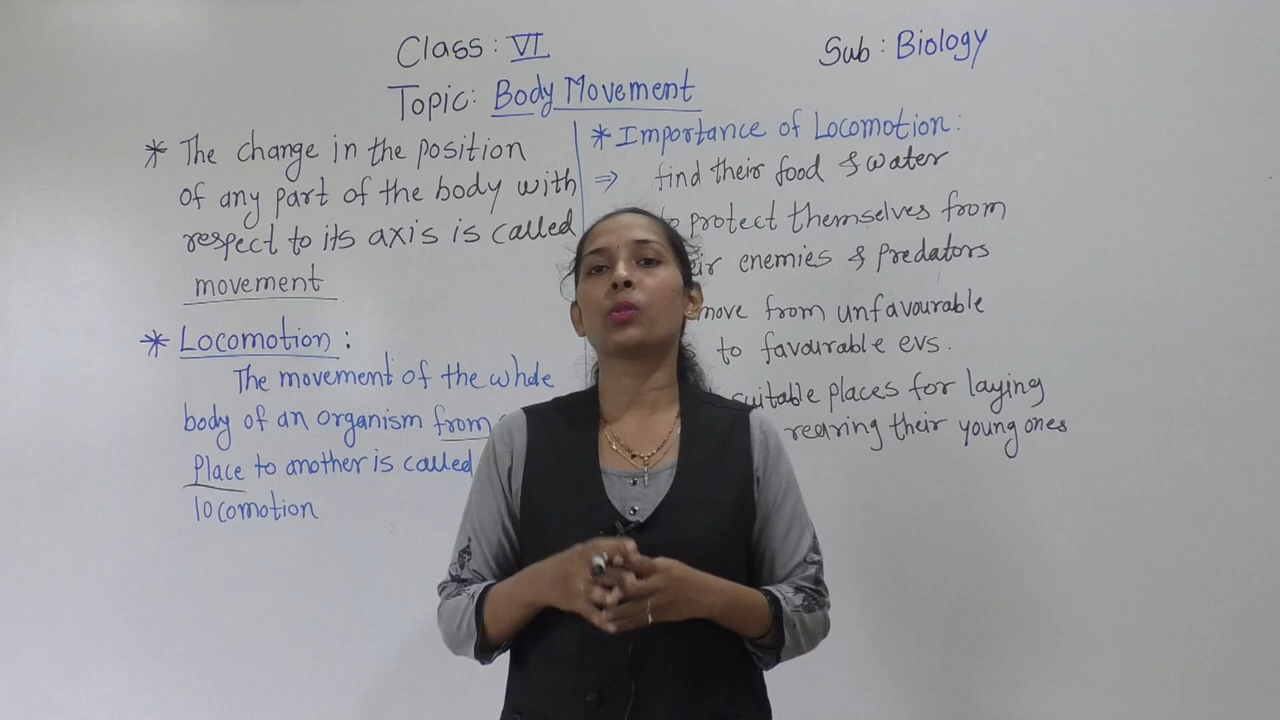 Class : VI
Sub : Biology
Topic: Body Movement
* The change in the position
of any part of the body with
respect to its axis is called
movement
* Locomotion :
The movement of the whole
body of an organism from
Place to another is called
locomotion
* Importance of Locomotion :
⇒ find their food & water
protect themselves from
enemies & predators
move from unfavourable
to favourable evs.
suitable places for laying
rearing their young ones